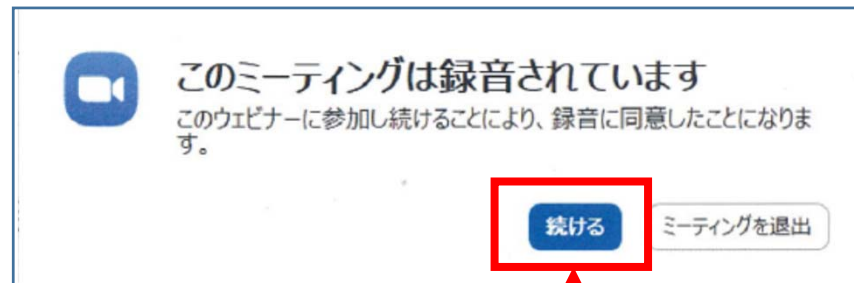 このミーティングは録音されています
このウェビナーに参加し続けることにより、録音に同意したことになりま
す。
続ける
ミーティングを退出